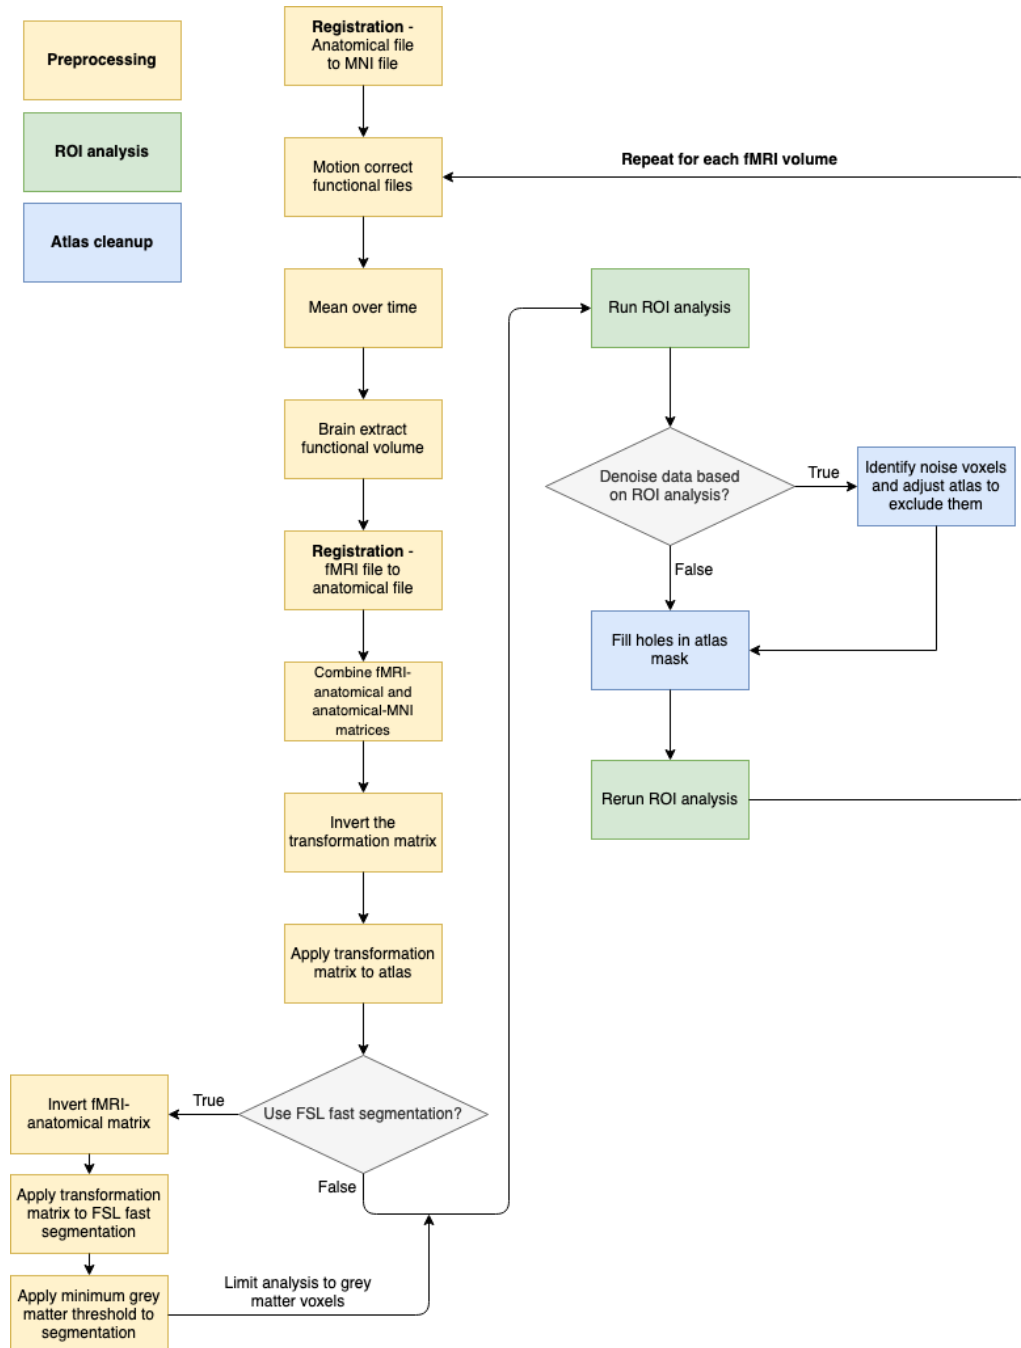 Preprocessing
ROI analysis
Atlas cleanup
Registration -
Anatomical file
to MNI file
Motion correct
functional files
Repeat for each fMRI volume
Mean over time
Brain extract
functional volume
Registration -
fMRI file to
anatomical file
Combine fMRI-
anatomical and
anatomical-MNI
matrices
Invert the
transformation matrix
Apply transformation
matrix to atlas
Use FSL fast segmentation?
True
Invert fMRI-
anatomical matrix
Apply transformation
matrix to FSL fast
segmentation
Apply minimum grey
matter threshold to
segmentation
Limit analysis to grey
matter voxels
False
Run ROI analysis
Denoise data based
on ROI analysis?
True
Identify noise voxels
and adjust atlas to
exclude them
False
Fill holes in atlas
mask
Rerun ROI analysis